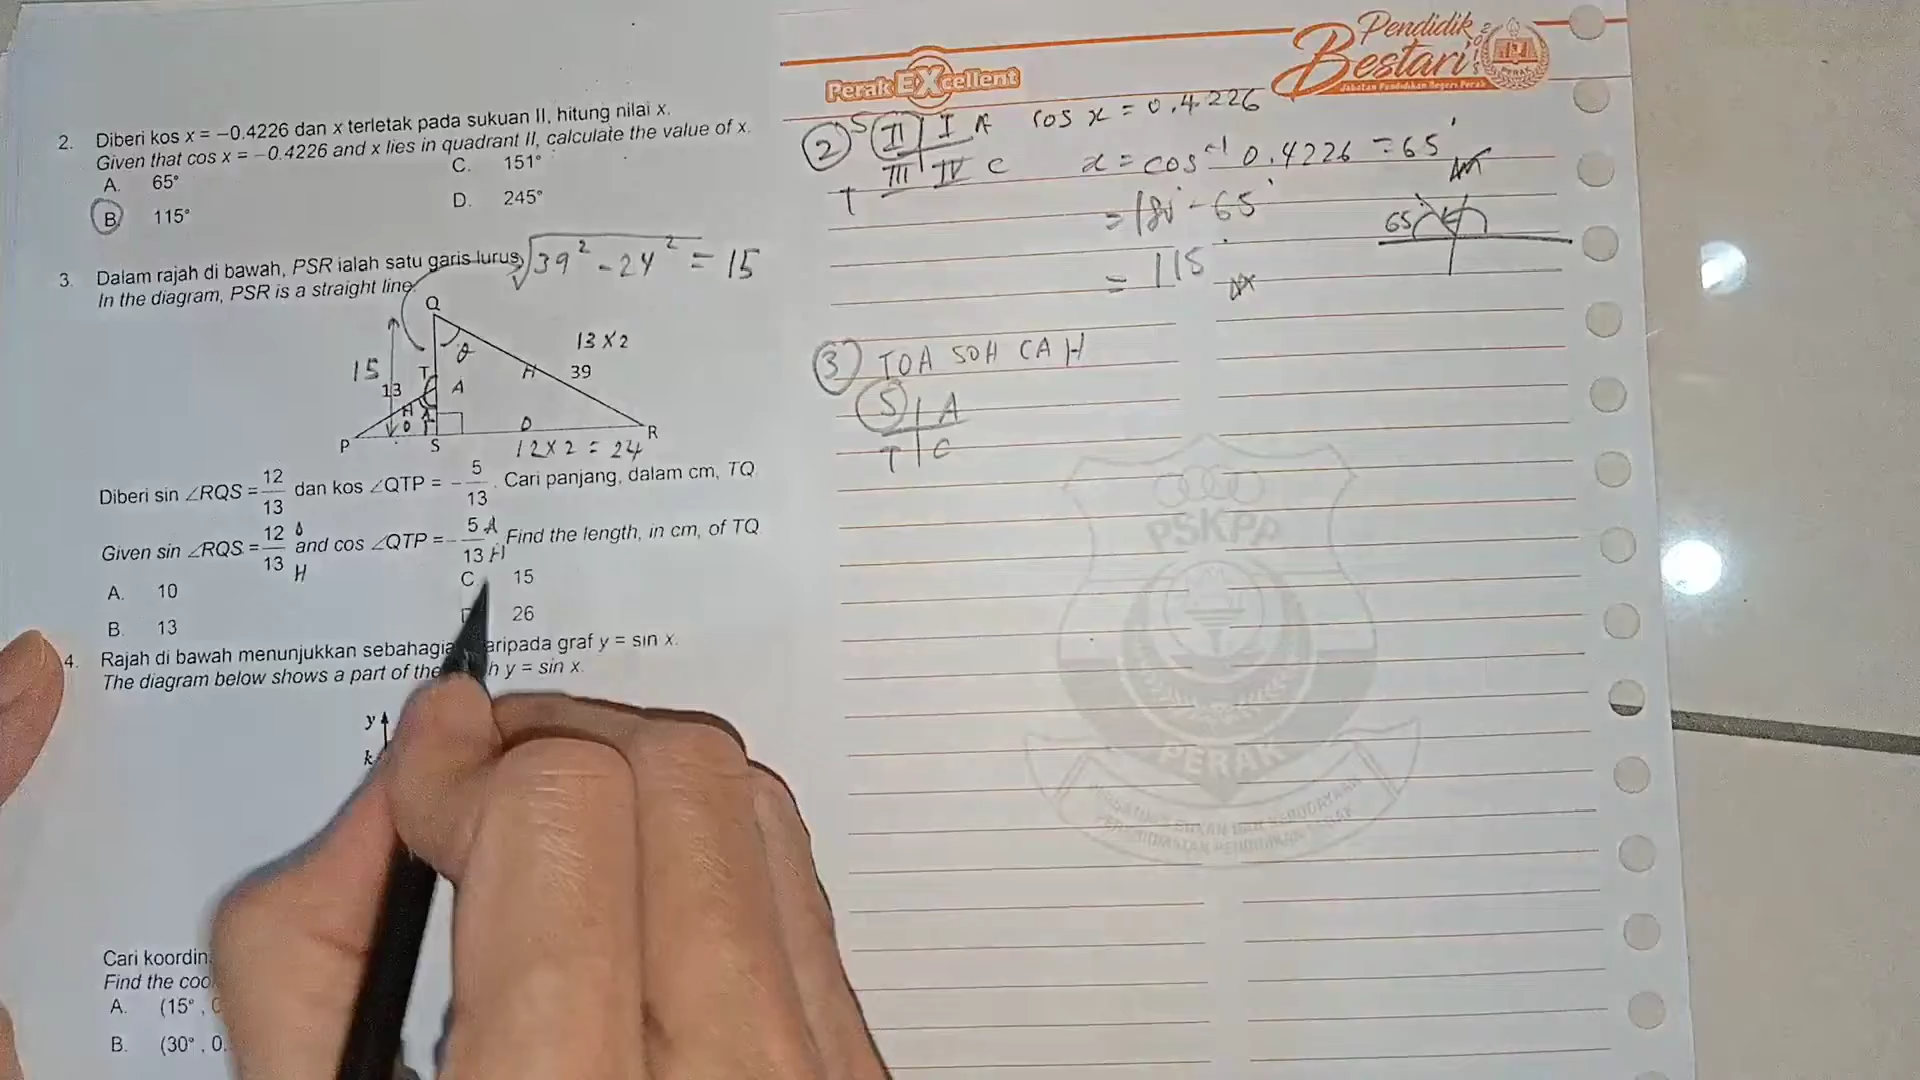 2. Diberi kos x = −0.4226 dan x terletak pada sukuan II, hitung nilai x.
Given that cos x = −0.4226 and x lies in quadrant II, calculate the value of x.
A. 65° C. 151°
B. 115° D. 245°
3. Dalam rajah di bawah, PSR ialah satu garis lurus,
In the diagram, PSR is a straight line.
√39² - 24² = 15
Q
13 x 2
15 T A H 39
13
P S O R
12 x 2 = 24
Diberi sin ∠RQS = 12/13 dan kos ∠QTP = −5/13. Cari panjang, dalam cm, TQ
Given sin ∠RQS = 12/13 and cos ∠QTP = −5/13. Find the length, in cm, of TQ
O H A H
A. 10 C. 15
B. 13 26
4. Rajah di bawah menunjukkan sebahagia aripada graf y = sin x.
The diagram below shows a part of the h y = sin x.
y
k
Cari koordin
Find the coo
A. (15°, 0
B. (30°, 0.
Perak EXcellent
Pendidik
Bestari
Jabatan Pendidikan Negeri Perak
2 S II I A cos x = 0.4226
T III IV C x = cos⁻¹ 0.4226 = 65°
= 180° - 65°
65
= 115°
3 TOA SOH CAH
S A
T C
PSKPP
PERAK